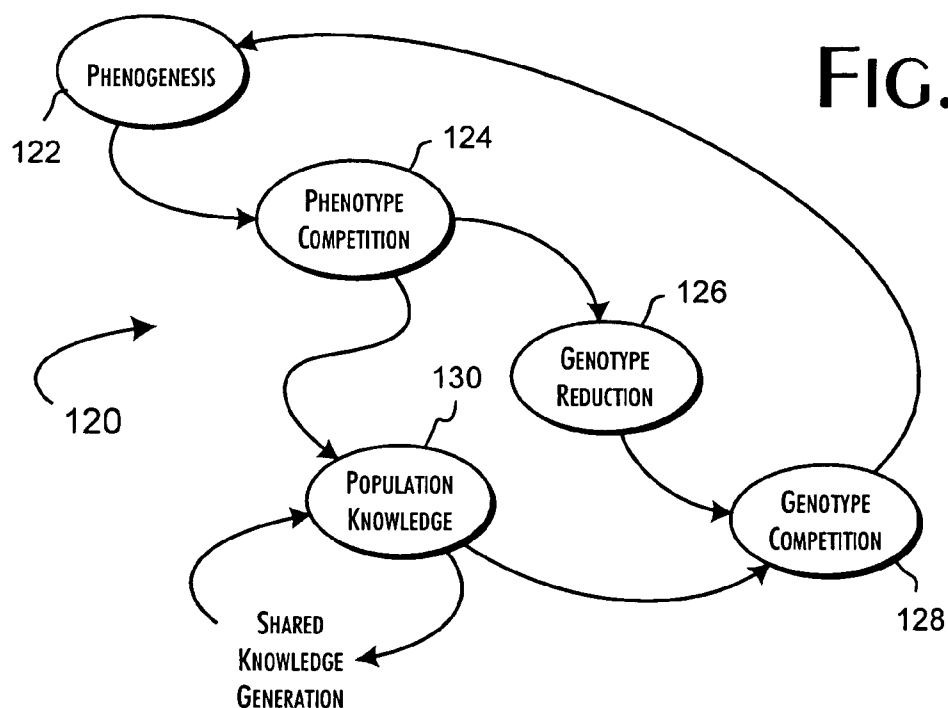 FIG.
PHENOGENESIS
122
124
PHENOTYPE
COMPETITION
126
GENOTYPE
REDUCTION
120
130
POPULATION
KNOWLEDGE
GENOTYPE
COMPETITION
128
SHARED
KNOWLEDGE
GENERATION